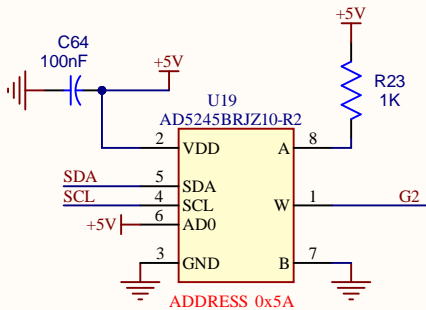 +5V
C64
100nF
+5V
R23
1K
U19
AD5245BRJZ10-R2
2 VDD A 8
SDA 5 SDA
SCL 4 SCL W 1 G2
+5V 6 AD0
3 GND B 7
ADDRESS 0x5A